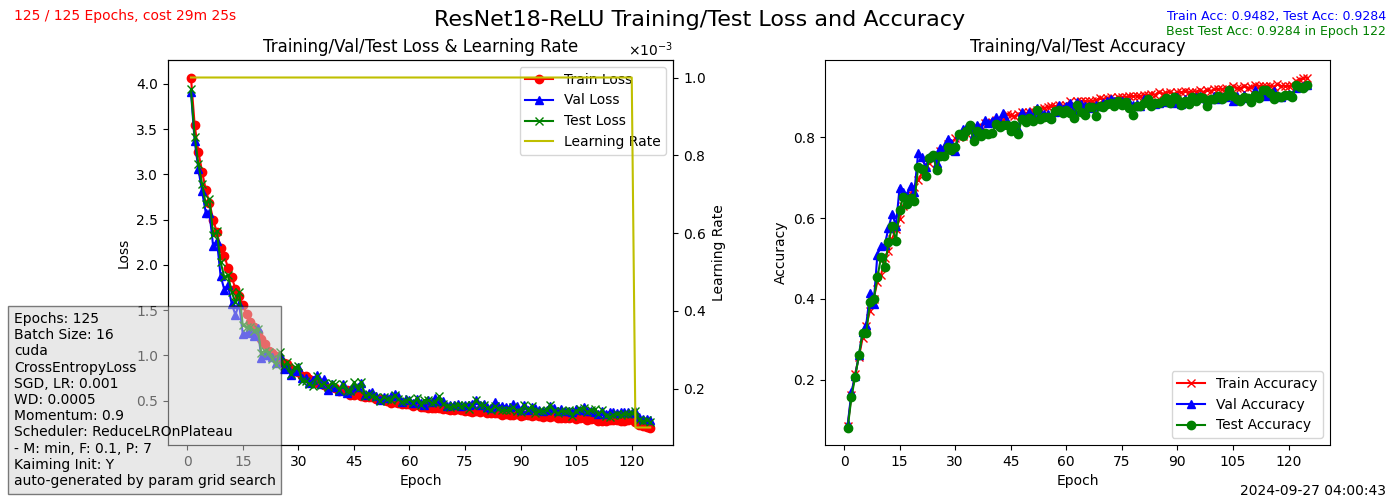 125 / 125 Epochs, cost 29m 25s
ResNet18-ReLU Training/Test Loss and Accuracy
Train Acc: 0.9482, Test Acc: 0.9284
Best Test Acc: 0.9284 in Epoch 122
Training/Val/Test Loss & Learning Rate
×10⁻³
4.0
3.5
3.0
2.5
2.0
1.5
1.0
0.5
Loss
Train Loss
Val Loss
Test Loss
Learning Rate
1.0
0.8
0.6
0.4
0.2
Learning Rate
0
15
30
45
60
75
90
105
120
Epoch
Epochs: 125
Batch Size: 16
cuda
CrossEntropyLoss
SGD, LR: 0.001
WD: 0.0005
Momentum: 0.9
Scheduler: ReduceLROnPlateau
- M: min, F: 0.1, P: 7
Kaiming Init: Y
auto-generated by param grid search
Training/Val/Test Accuracy
0.8
0.6
0.4
0.2
Accuracy
Train Accuracy
Val Accuracy
Test Accuracy
0
15
30
45
60
75
90
105
120
Epoch
2024-09-27 04:00:43